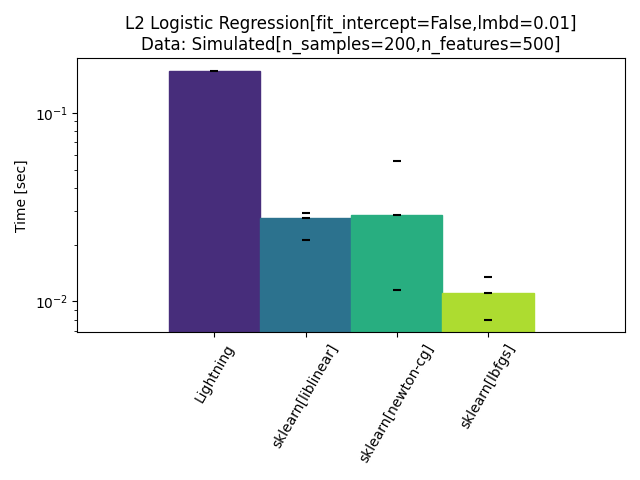 L2 Logistic Regression[fit_intercept=False,lmbd=0.01]
Data: Simulated[n_samples=200,n_features=500]
Time [sec]
10⁻¹
10⁻²
Lightning
sklearn[liblinear]
sklearn[newton-cg]
sklearn[lbfgs]